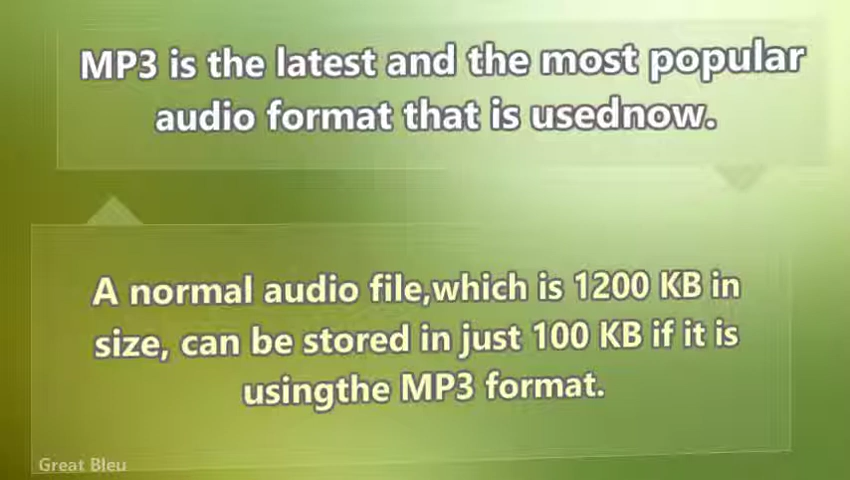 MP3 is the latest and the most popular
audio format that is usednow.
A normal audio file,which is 1200 KB in
size, can be stored in just 100 KB if it is
usingthe MP3 format.
Great Bleu